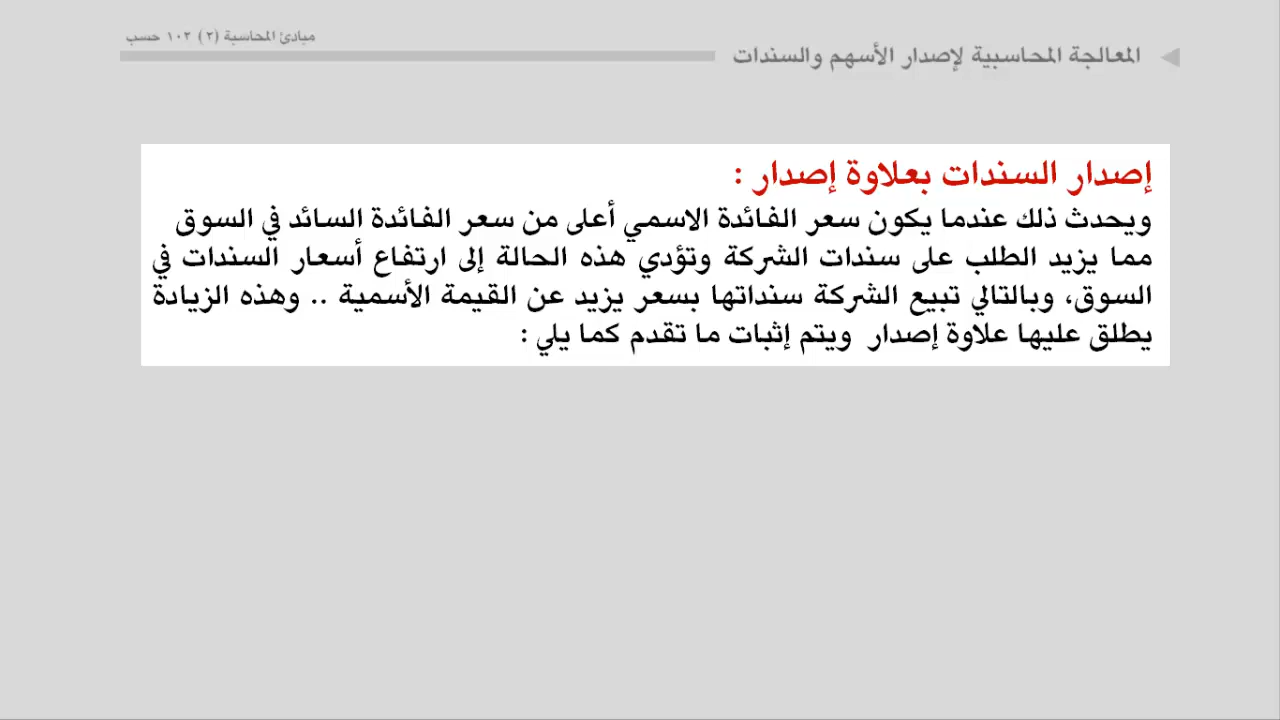 مبادئ المحاسبة (٢) ١٠٢ حسب
المعالجة المحاسبية لإصدار الأسهم والسندات
إصدار السندات بعلاوة إصدار :
ويحدث ذلك عندما يكون سعر الفائدة الاسمي أعلى من سعر الفائدة السائد في السوق
مما يزيد الطلب على سندات الشركة وتؤدي هذه الحالة إلى ارتفاع أسعار السندات في
السوق، وبالتالي تبيع الشركة سنداتها بسعر يزيد عن القيمة الأسمية .. وهذه الزيادة
يطلق عليها علاوة إصدار ويتم إثبات ما تقدم كما يلي :